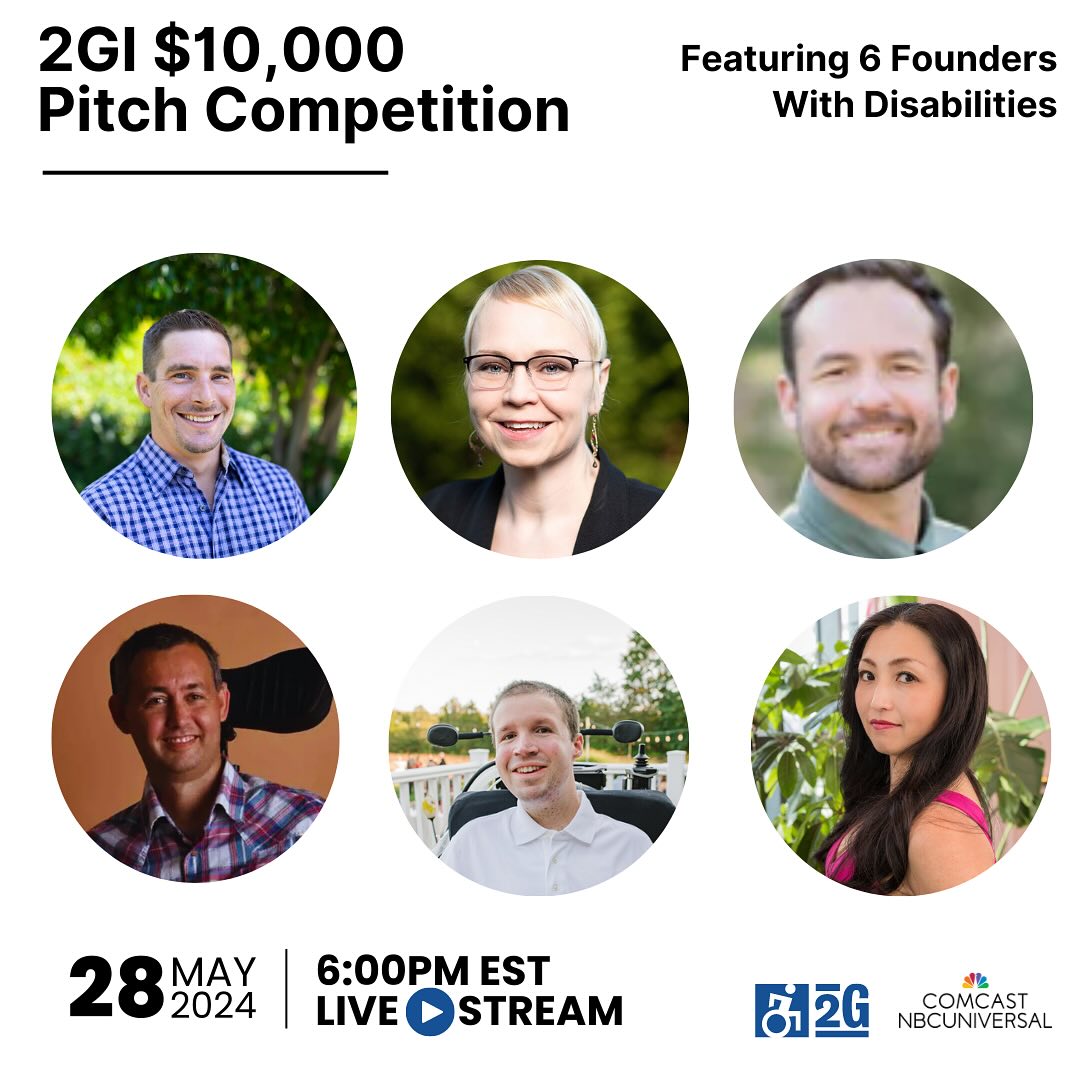 2GI $10,000
Pitch Competition
Featuring 6 Founders
With Disabilities
28 MAY
2024
6:00PM EST
LIVE STREAM
2G
COMCAST
NBCUNIVERSAL